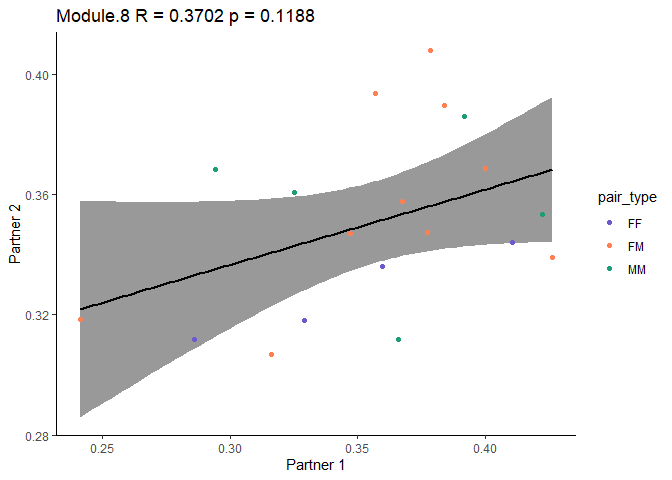 Module.8 R = 0.3702 p = 0.1188
0.40
0.36
0.32
0.28
Partner 2
0.25
0.30
0.35
0.40
Partner 1
pair_type
FF
FM
MM